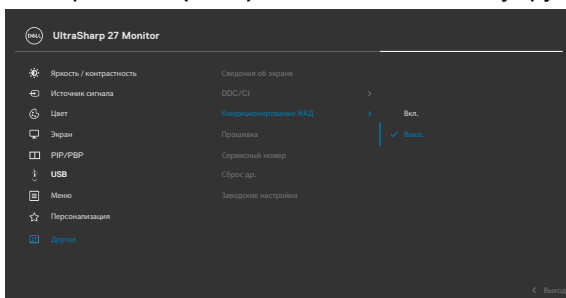 DELL UltraSharp 27 Monitor
Яркость / контрастность Сведения об экране
Источник сигнала DDC/CI
Цвет Кондиционирование ЖКД Вкл.
Экран Прошивка Выкл.
PIP/PBP Сервисный номер
USB Сброс др.
Меню Заводские настройки
Персонализация
Другое
Выход